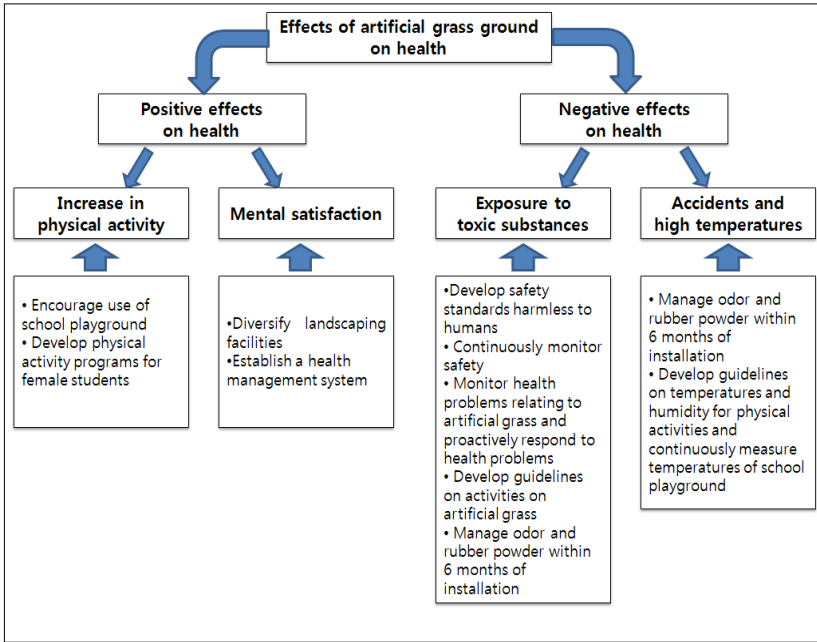 Effects of artificial grass ground
on health
Positive effects
on health
Negative effects
on health
Increase in
physical activity
Mental satisfaction
Exposure to
toxic substances
Accidents and
high temperatures
• Encourage use of
school playground
• Develop physical
activity programs for
female students
•Diversify landscaping
facilities
•Establish a health
management system
•Develop safety
standards harmless to
humans
• Continuously monitor
safety
• Monitor health
problems relating to
artificial grass and
proactively respond to
health problems
• Develop guidelines
on activities on
artificial grass
• Manage odor and
rubber powder within
6 months of
installation
• Manage odor and
rubber powder within
6 months of
installation
• Develop guidelines
on temperatures and
humidity for physical
activities and
continuously measure
temperatures of school
playground